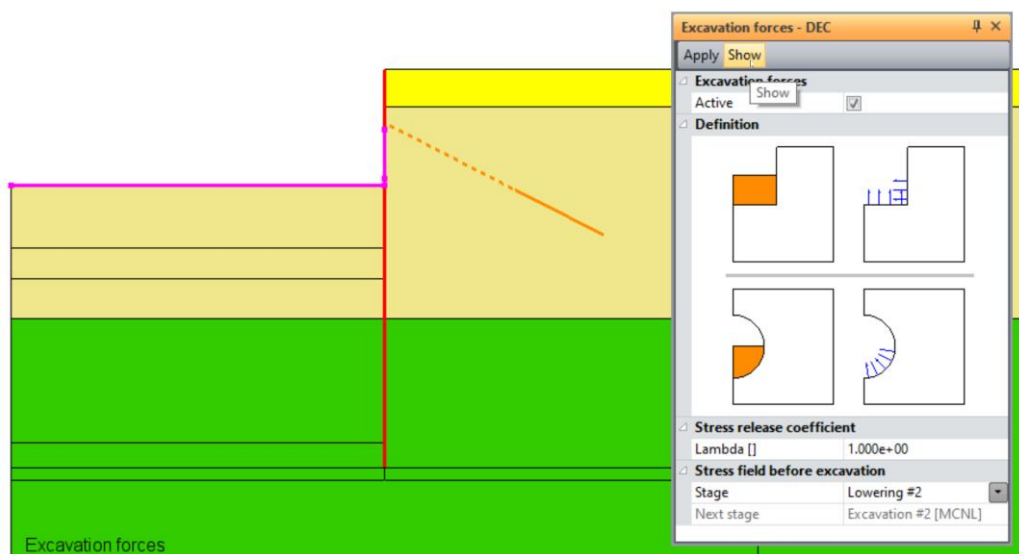 Excavation forces - DEC
Apply Show
Excavation forces
Show
Active
Definition
Stress release coefficient
Lambda [] 1.000e+00
Stress field before excavation
Stage Lowering #2
Next stage Excavation #2 [MCNL]
Excavation forces